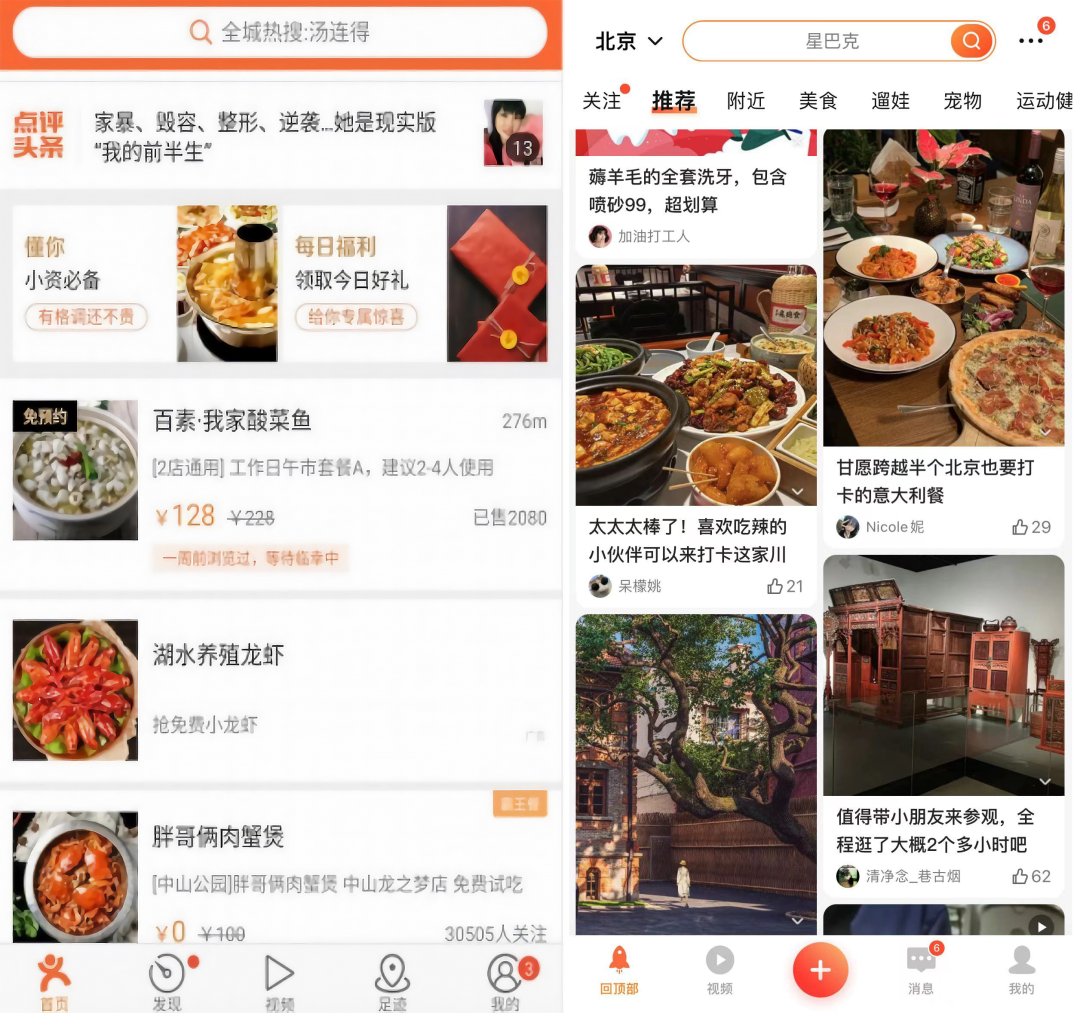 全城热搜:汤连得
点评
头条
家暴、毁容、整形、逆袭...她是现实版
“我的前半生”
13
懂你
小资必备
有格调还不贵
每日福利
领取今日好礼
给你专属惊喜
免预约
百素·我家酸菜鱼
276m
[2店通用] 工作日午市套餐A，建议2-4人使用
¥128 ¥228
已售2080
一周前浏览过，等待临幸中
湖水养殖龙虾
抢免费小龙虾
广告
霸王餐
胖哥俩肉蟹煲
[中山公园]胖哥俩肉蟹煲 中山龙之梦店 免费试吃
¥0 ¥100
30505人关注
首页
发现
视频
足迹
我的
3
北京
星巴克
6
关注
推荐
附近
美食
遛娃
宠物
运动健
薅羊毛的全套洗牙，包含
喷砂99，超划算
加油打工人
太太太棒了！喜欢吃辣的
小伙伴可以来打卡这家川
呆檬姚
21
甘愿跨越半个北京也要打
卡的意大利餐
Nicole妮
29
值得带小朋友来参观，全
程逛了大概2个多小时吧
清净念_巷古烟
62
回顶部
视频
消息
6
我的